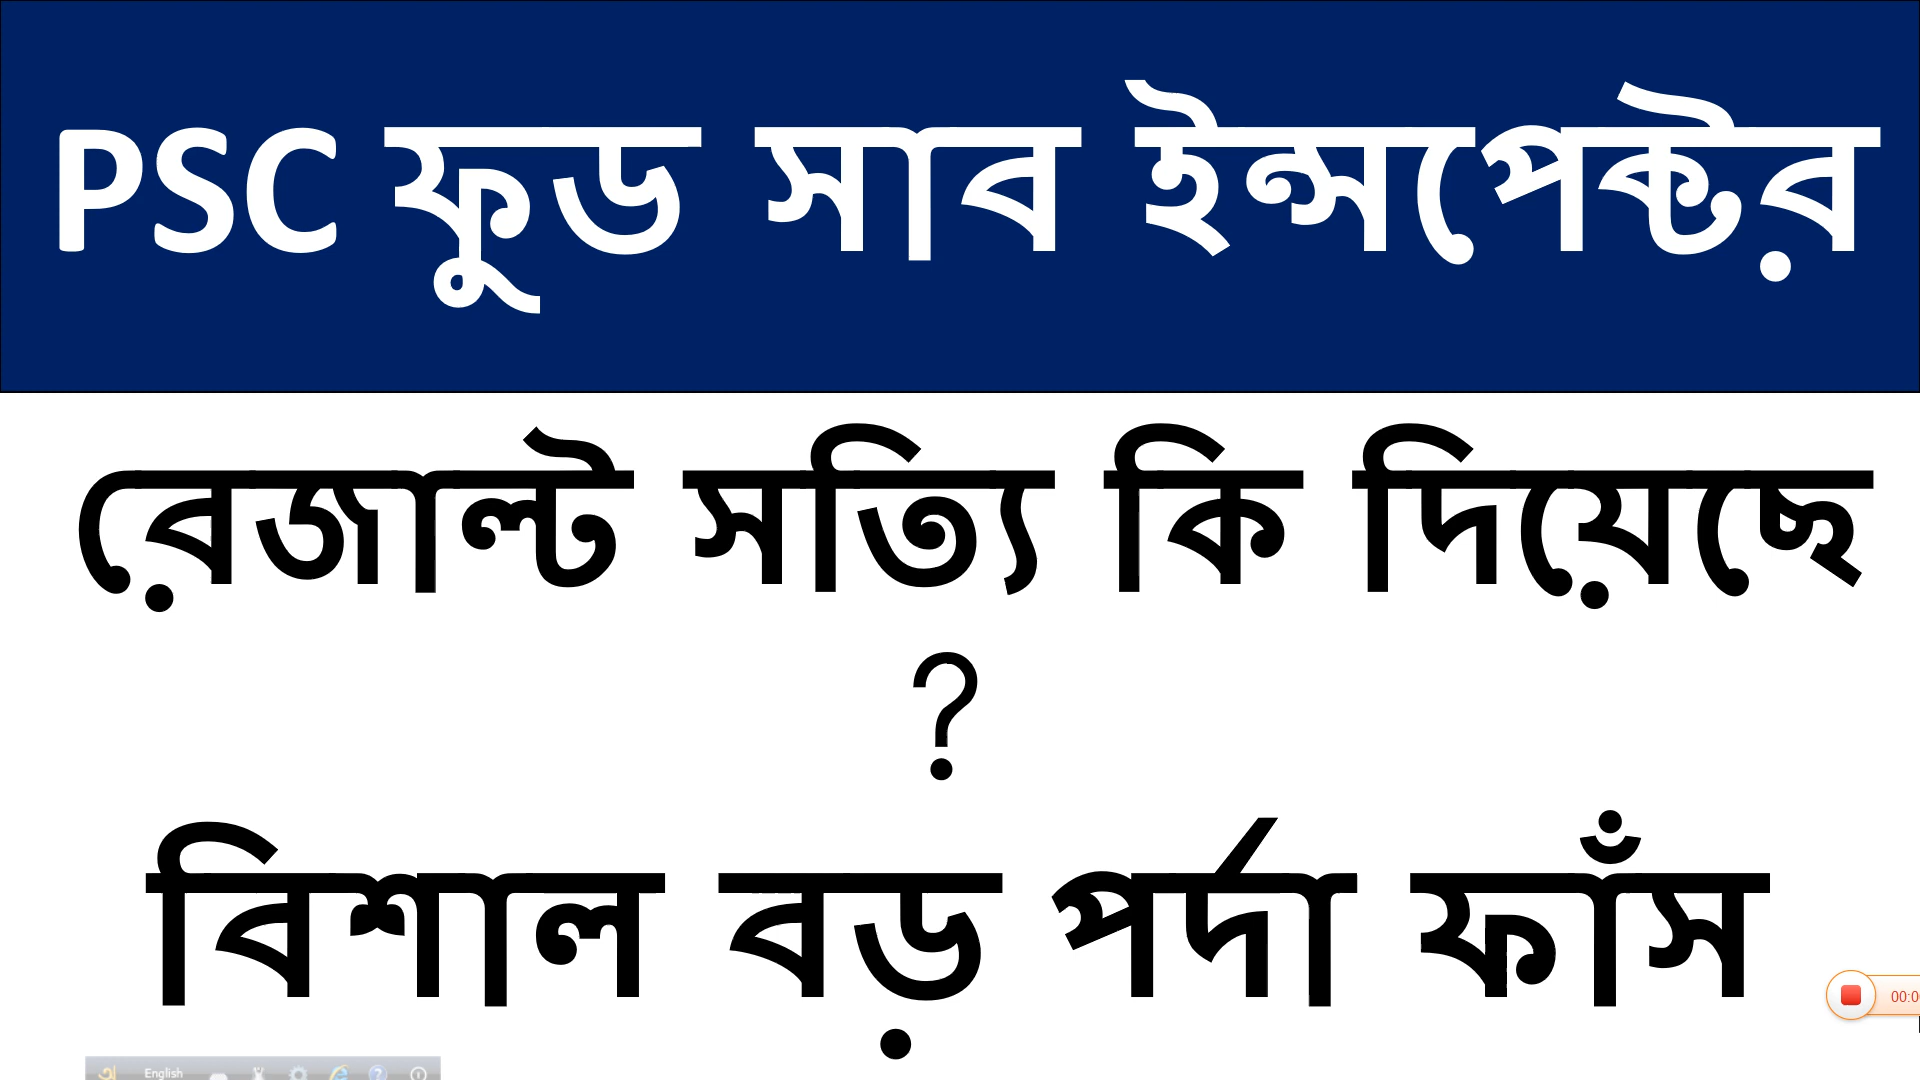 PSC ফুড সাব ইন্সপেক্টর
রেজাল্ট সত্যি কি দিয়েছে
?
বিশাল বড় পর্দা ফাঁস
English